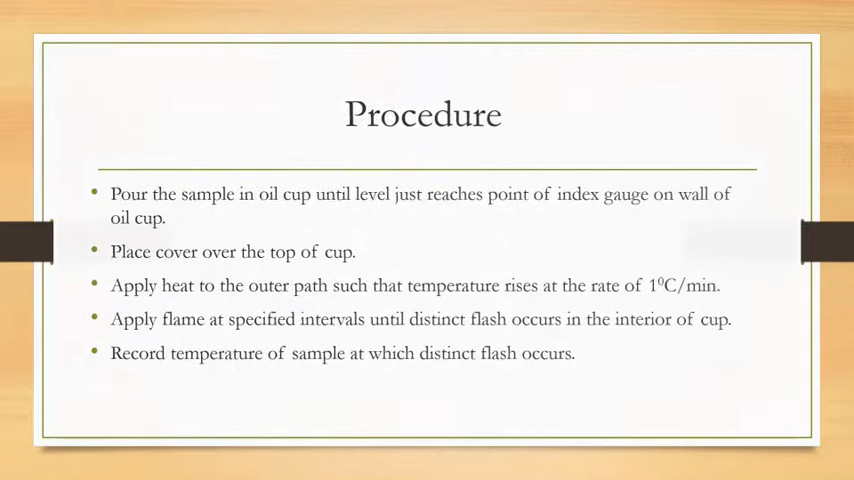 Procedure
• Pour the sample in oil cup until level just reaches point of index gauge on wall of
oil cup.
• Place cover over the top of cup.
• Apply heat to the outer path such that temperature rises at the rate of 1⁰C/min.
• Apply flame at specified intervals until distinct flash occurs in the interior of cup.
• Record temperature of sample at which distinct flash occurs.